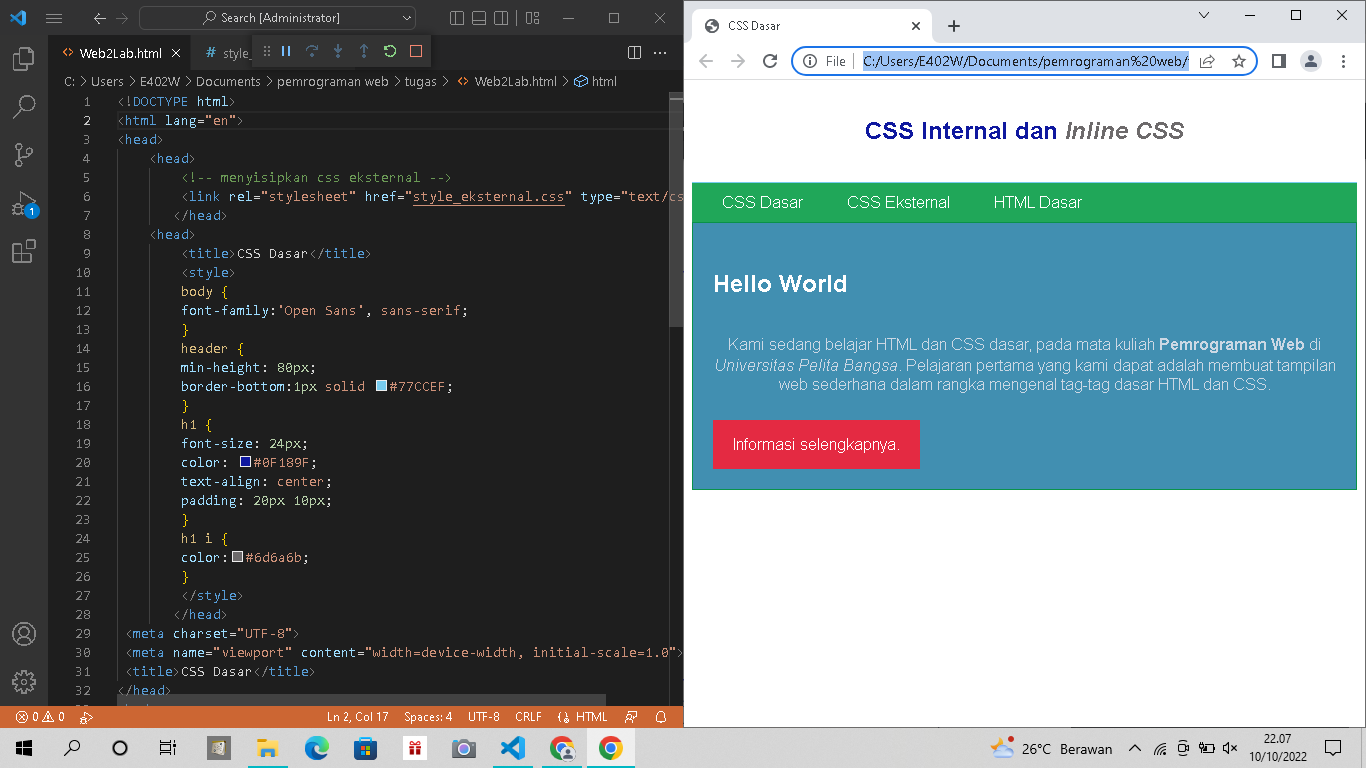 Search [Administrator]
Web2Lab.html
# style_
C: > Users > E402W > Documents > pemrograman web > tugas > Web2Lab.html > html
1 <!DOCTYPE html>
2 <html lang="en">
3 <head>
4 <head>
5 <!-- menyisipkan css eksternal -->
6 <link rel="stylesheet" href="style_eksternal.css" type="text/cs
7 </head>
8 <head>
9 <title>CSS Dasar</title>
10 <style>
11 body {
12 font-family:'Open Sans', sans-serif;
13 }
14 header {
15 min-height: 80px;
16 border-bottom:1px solid #77CCEF;
17 }
18 h1 {
19 font-size: 24px;
20 color: #0F189F;
21 text-align: center;
22 padding: 20px 10px;
23 }
24 h1 i {
25 color:#6d6a6b;
26 }
27 </style>
28 </head>
29 <meta charset="UTF-8">
30 <meta name="viewport" content="width=device-width, initial-scale=1.0">
31 <title>CSS Dasar</title>
32 </head>
0 0 Ln 2, Col 17 Spaces: 4 UTF-8 CRLF HTML
1
CSS Dasar
File C:/Users/E402W/Documents/pemrograman%20web/
CSS Internal dan Inline CSS
CSS Dasar CSS Eksternal HTML Dasar
Hello World
Kami sedang belajar HTML dan CSS dasar, pada mata kuliah Pemrograman Web di
Universitas Pelita Bangsa. Pelajaran pertama yang kami dapat adalah membuat tampilan
web sederhana dalam rangka mengenal tag-tag dasar HTML dan CSS.
Informasi selengkapnya.
26°C Berawan
22.07
10/10/2022